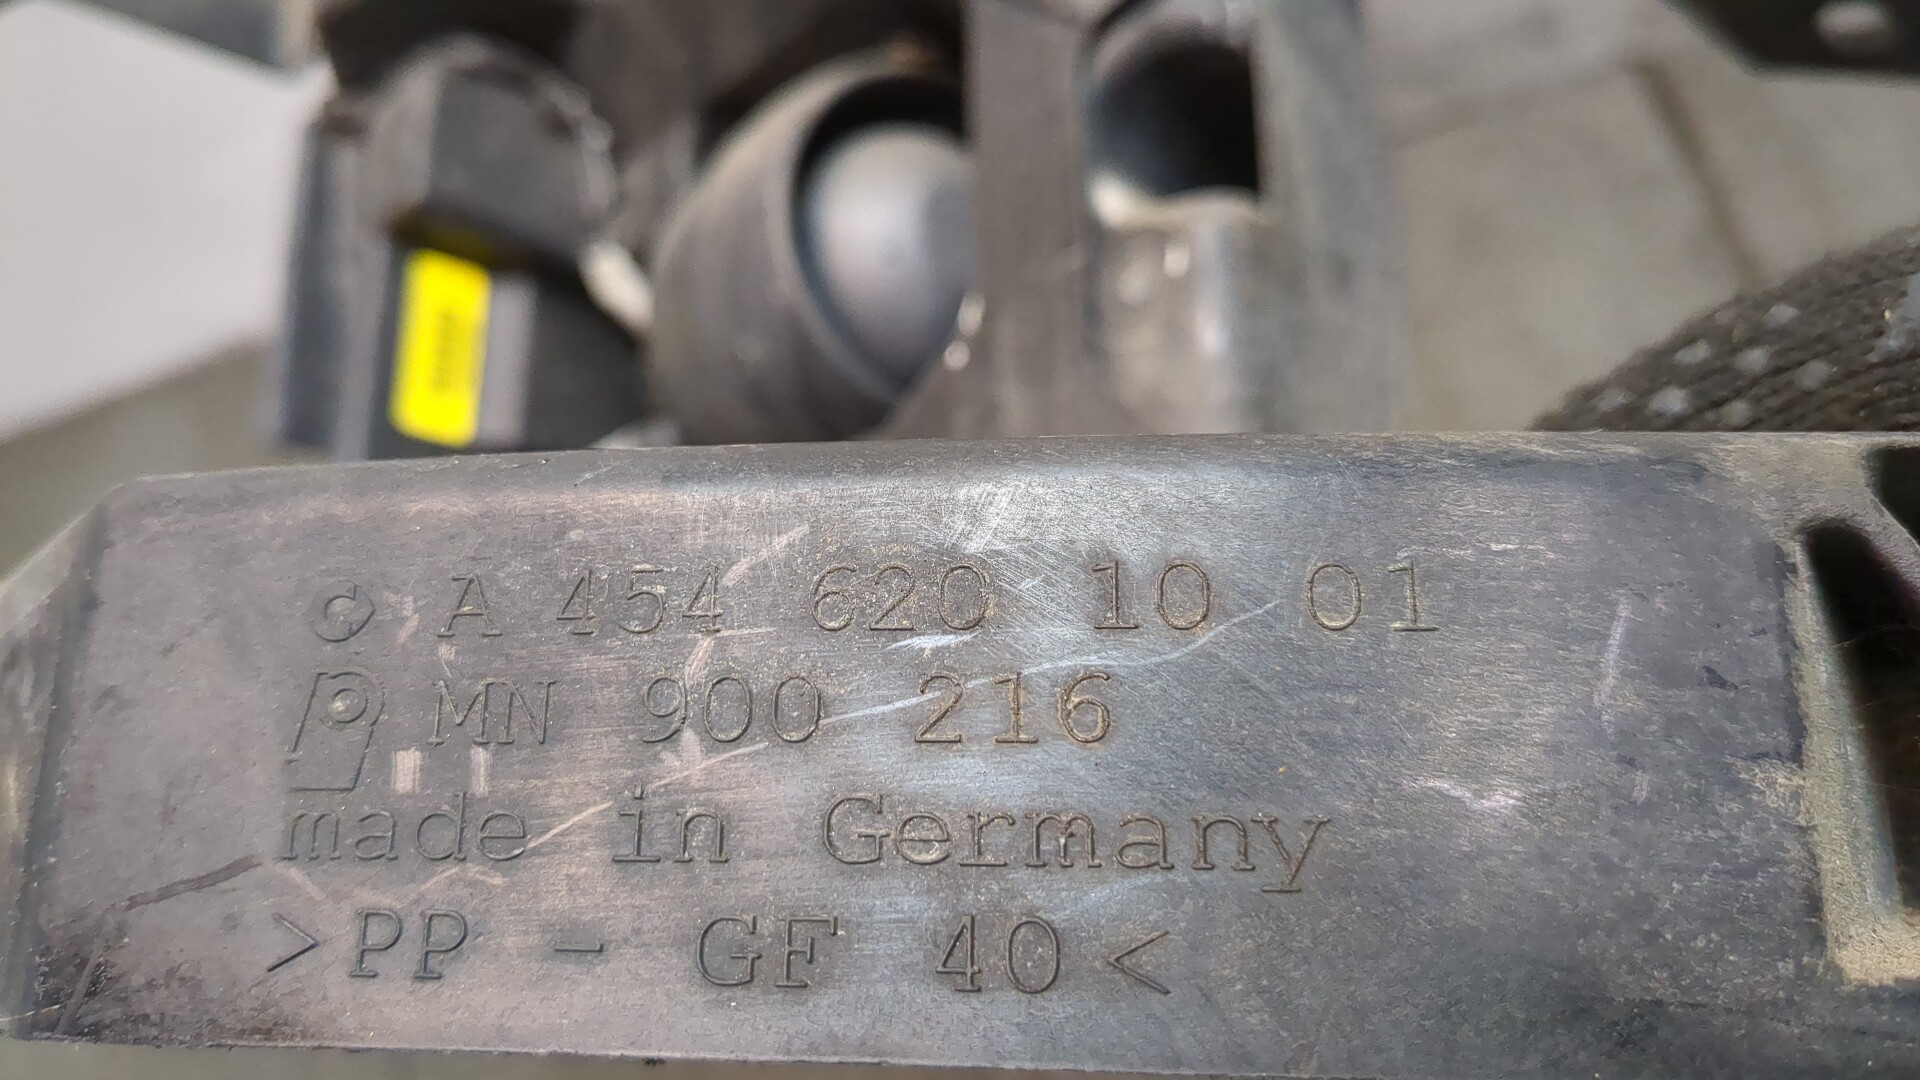 A 454 620 10 01
MN 900 216
made in Germany
>PP - GF 40<